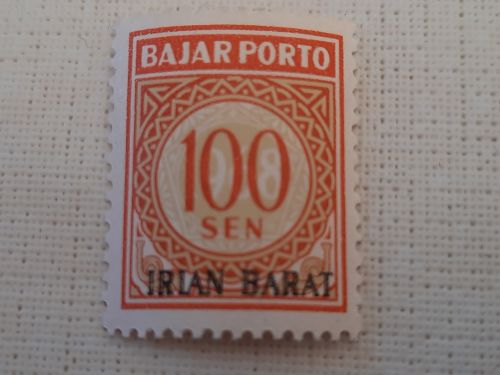 BAJAR PORTO
100
SEN
IRIAN BARAT